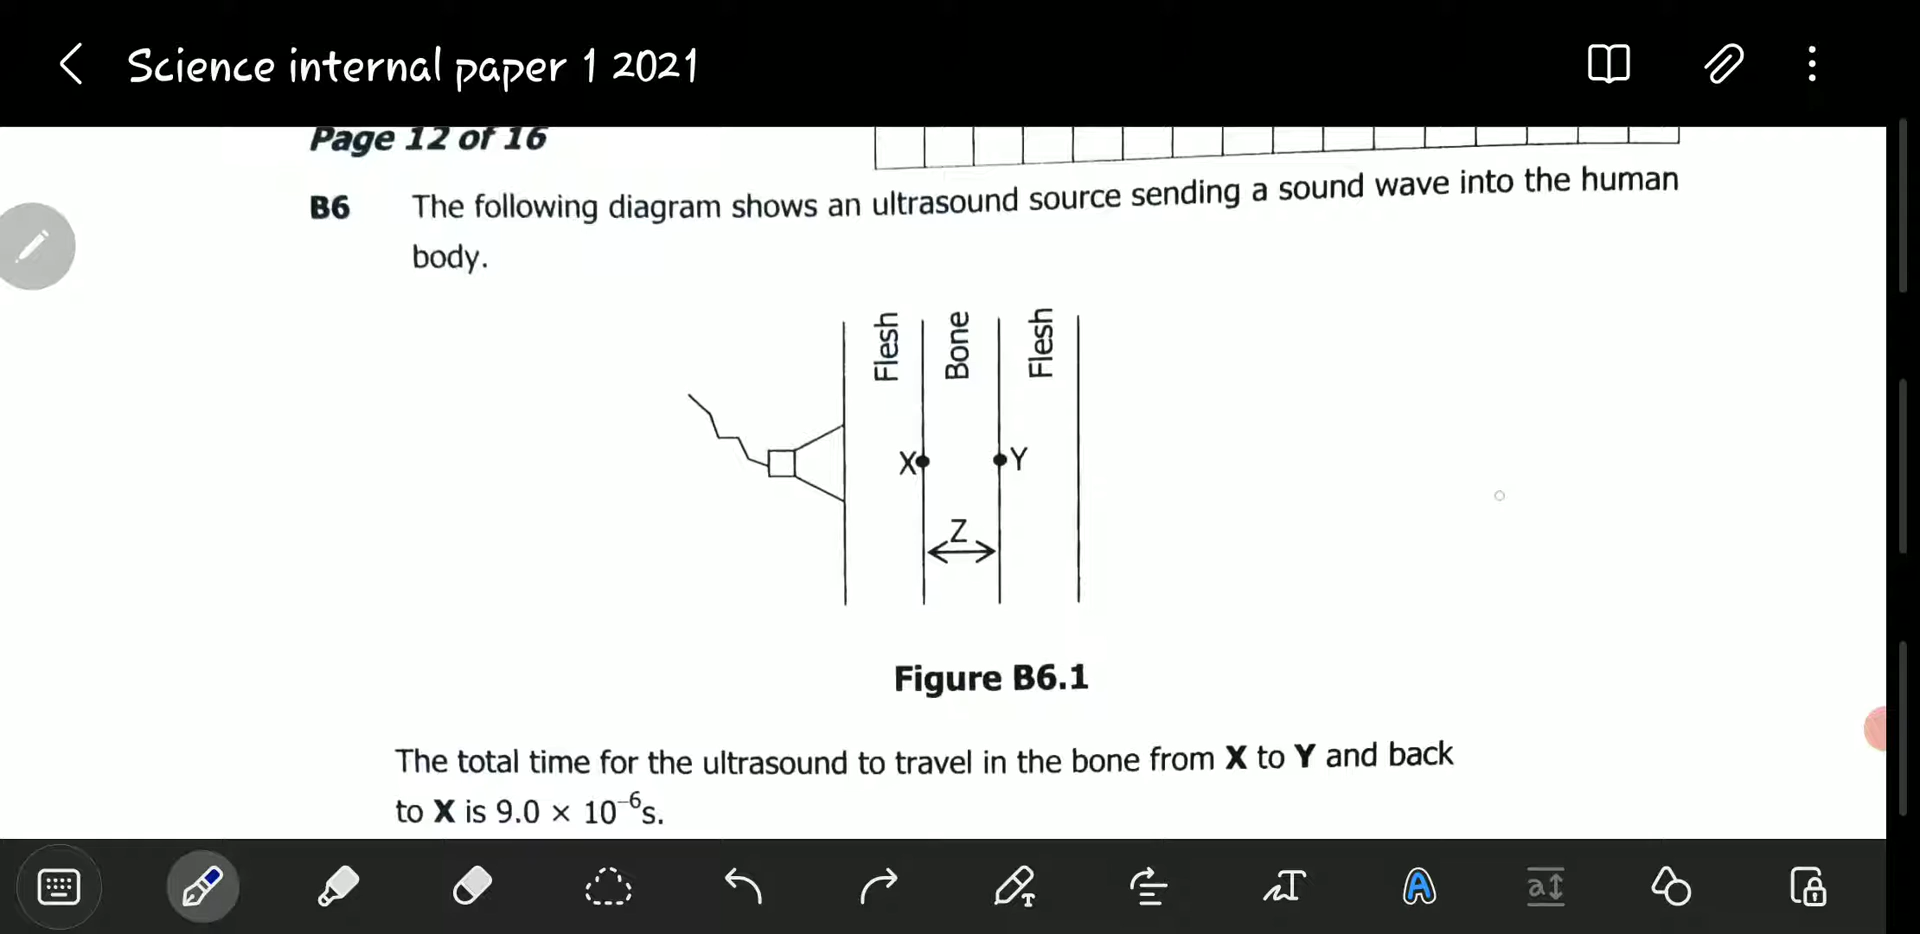 Science internal paper 1 2021
Page 12 of 16
B6 The following diagram shows an ultrasound source sending a sound wave into the human
body.
Flesh
Bone
Flesh
X
Y
Z
Figure B6.1
The total time for the ultrasound to travel in the bone from X to Y and back
to X is 9.0 × 10⁻⁶s.
T
T
A
a